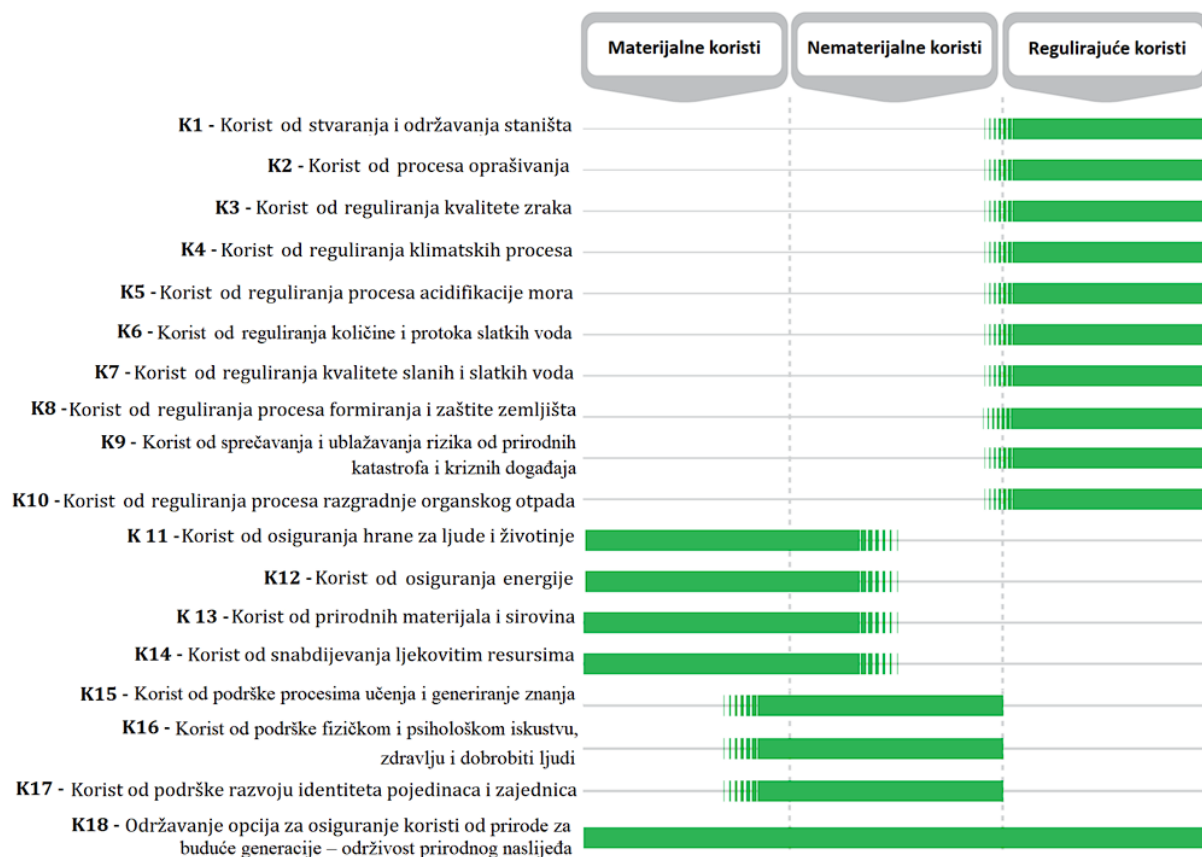 Materijalne koristi
Nematerijalne koristi
Regulirajuće koristi
K1 - Korist od stvaranja i održavanja staništa
K2 - Korist od procesa oprašivanja
K3 - Korist od reguliranja kvalitete zraka
K4 - Korist od reguliranja klimatskih procesa
K5 - Korist od reguliranja procesa acidifikacije mora
K6 - Korist od reguliranja količine i protoka slatkih voda
K7 - Korist od reguliranja kvalitete slanih i slatkih voda
K8 -Korist od reguliranja procesa formiranja i zaštite zemljišta
K9 - Korist od sprečavanja i ublažavanja rizika od prirodnih
katastrofa i kriznih događaja
K10 - Korist od reguliranja procesa razgradnje organskog otpada
K 11 -Korist od osiguranja hrane za ljude i životinje
K12 - Korist od osiguranja energije
K 13 - Korist od prirodnih materijala i sirovina
K14 - Korist od snabdijevanja ljekovitim resursima
K15 - Korist od podrške procesima učenja i generiranje znanja
K16 - Korist od podrške fizičkom i psihološkom iskustvu,
zdravlju i dobrobiti ljudi
K17 - Korist od podrške razvoju identiteta pojedinaca i zajednica
K18 - Održavanje opcija za osiguranje koristi od prirode za
buduće generacije – održivost prirodnog naslijeđa